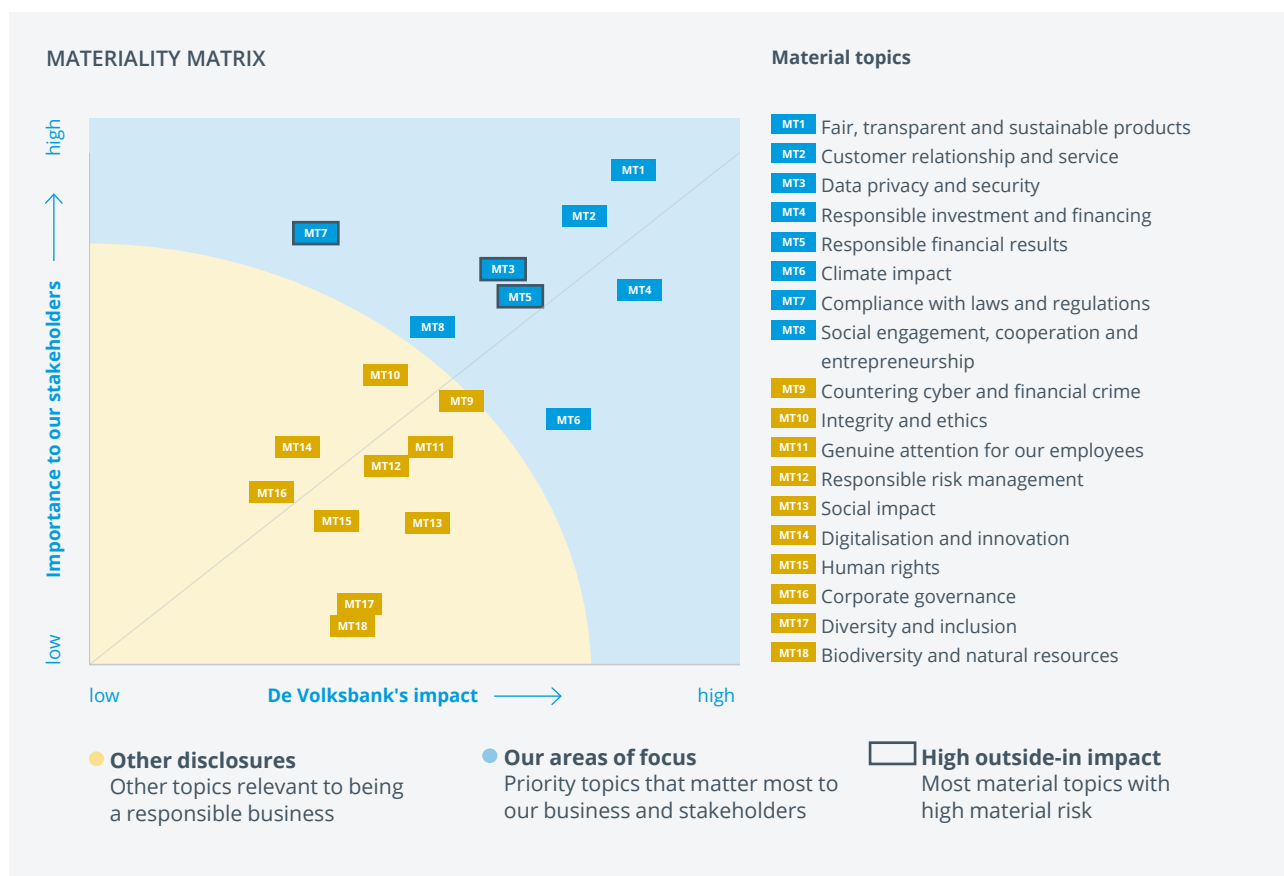 MATERIALITY MATRIX
high
Importance to our stakeholders
low
MT1
MT2
MT7
MT3
MT4
MT5
MT8
MT10
MT9
MT6
MT14
MT11
MT12
MT16
MT15
MT13
MT17
MT18
low
De Volksbank's impact
high
Material topics
MT1 Fair, transparent and sustainable products
MT2 Customer relationship and service
MT3 Data privacy and security
MT4 Responsible investment and financing
MT5 Responsible financial results
MT6 Climate impact
MT7 Compliance with laws and regulations
MT8 Social engagement, cooperation and
entrepreneurship
MT9 Countering cyber and financial crime
MT10 Integrity and ethics
MT11 Genuine attention for our employees
MT12 Responsible risk management
MT13 Social impact
MT14 Digitalisation and innovation
MT15 Human rights
MT16 Corporate governance
MT17 Diversity and inclusion
MT18 Biodiversity and natural resources
Other disclosures
Other topics relevant to being
a responsible business
Our areas of focus
Priority topics that matter most to
our business and stakeholders
High outside-in impact
Most material topics with
high material risk